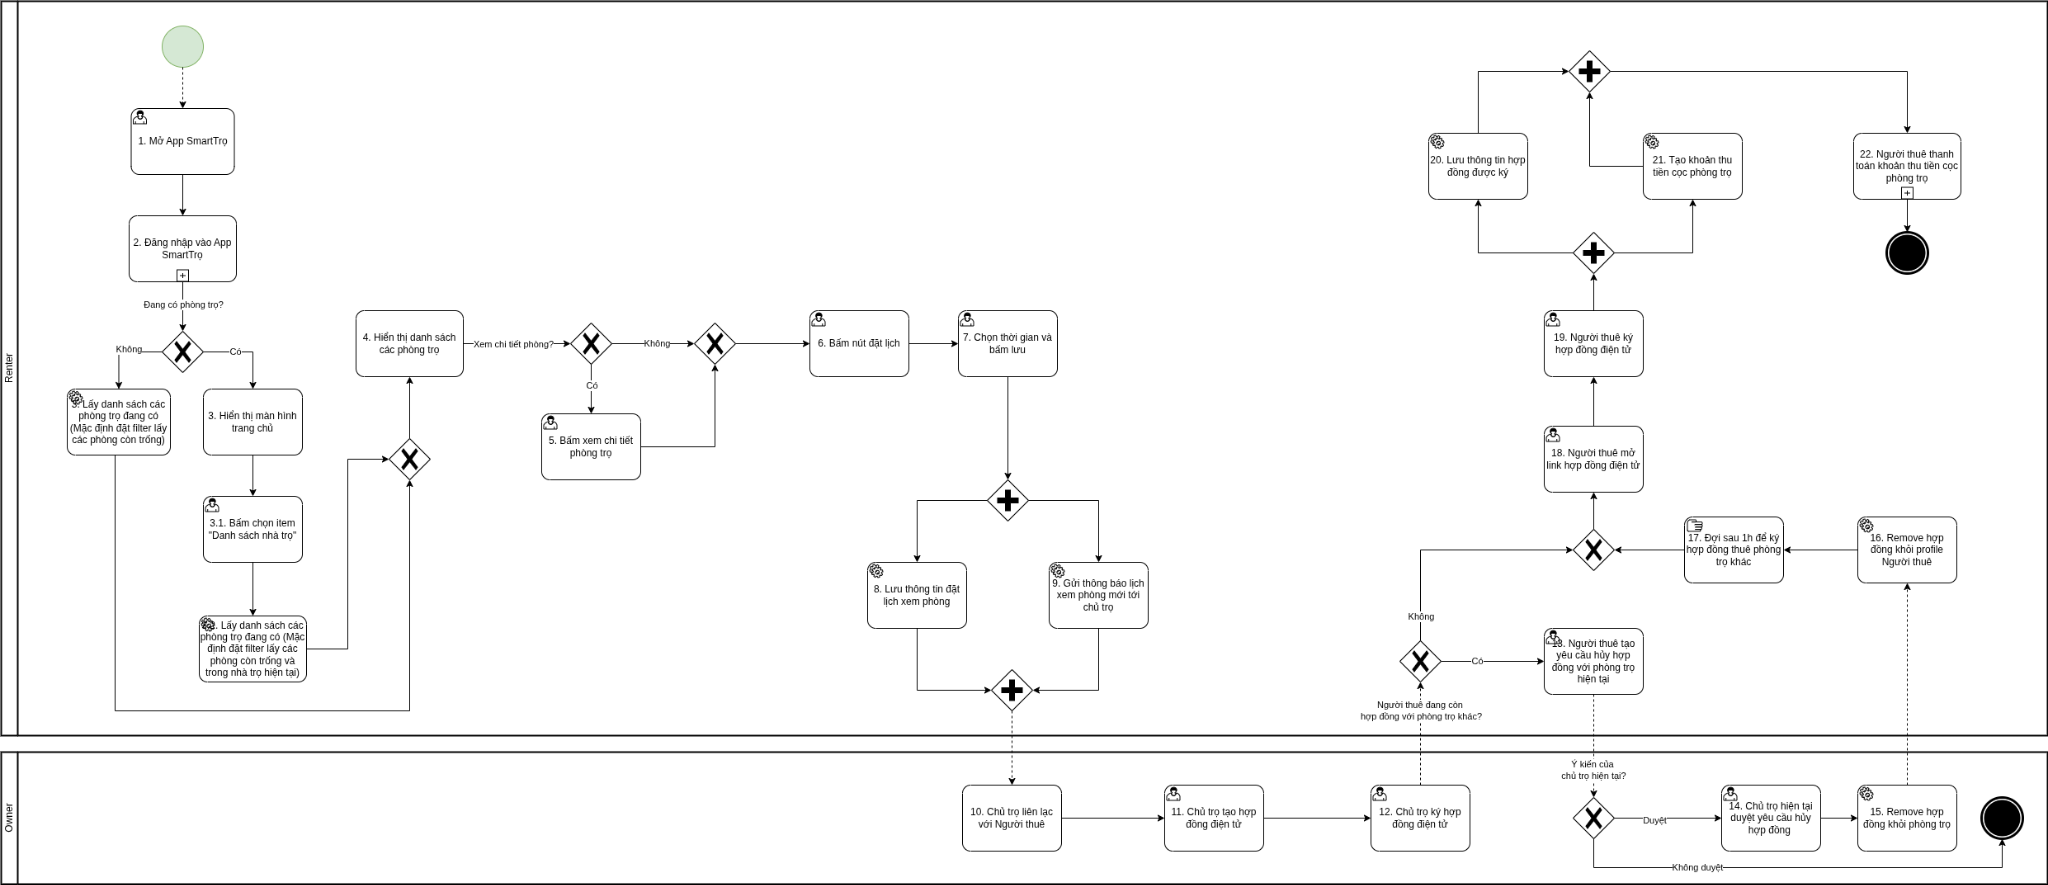 Renter
1. Mở App SmartTrọ
2. Đăng nhập vào App
SmartTrọ
Đang có phòng trọ?
Không
Có
3. Lấy danh sách các
phòng trọ đang có
(Mặc định đặt filter lấy
các phòng còn trống)
3. Hiển thị màn hình
trang chủ
3.1. Bấm chọn item
"Danh sách nhà trọ"
Lấy danh sách các
phòng trọ đang có (Mặc
định đặt filter lấy các
phòng còn trống và
trong nhà trọ hiện tại)
4. Hiển thị danh sách
các phòng trọ
Xem chi tiết phòng?
Không
Có
5. Bấm xem chi tiết
phòng trọ
6. Bấm nút đặt lịch
7. Chọn thời gian và
bấm lưu
8. Lưu thông tin đặt
lịch xem phòng
9. Gửi thông báo lịch
xem phòng mới tới
chủ trọ
20. Lưu thông tin hợp
đồng được ký
21. Tạo khoản thu
tiền cọc phòng trọ
22. Người thuê thanh
toán khoản thu tiền cọc
phòng trọ
19. Người thuê ký
hợp đồng điện tử
18. Người thuê mở
link hợp đồng điện tử
17. Đợi sau 1h để ký
hợp đồng thuê phòng
trọ khác
16. Remove hợp
đồng khỏi profile
Người thuê
Không
Có
13. Người thuê tạo
yêu cầu hủy hợp
đồng với phòng trọ
hiện tại
Người thuê đang còn
hợp đồng với phòng trọ khác?
Owner
10. Chủ trọ liên lạc
với Người thuê
11. Chủ trọ tạo hợp
đồng điện tử
12. Chủ trọ ký hợp
đồng điện tử
Ý kiến của
chủ trọ hiện tại?
Duyệt
14. Chủ trọ hiện tại
duyệt yêu cầu hủy
hợp đồng
15. Remove hợp
đồng khỏi phòng trọ
Không duyệt